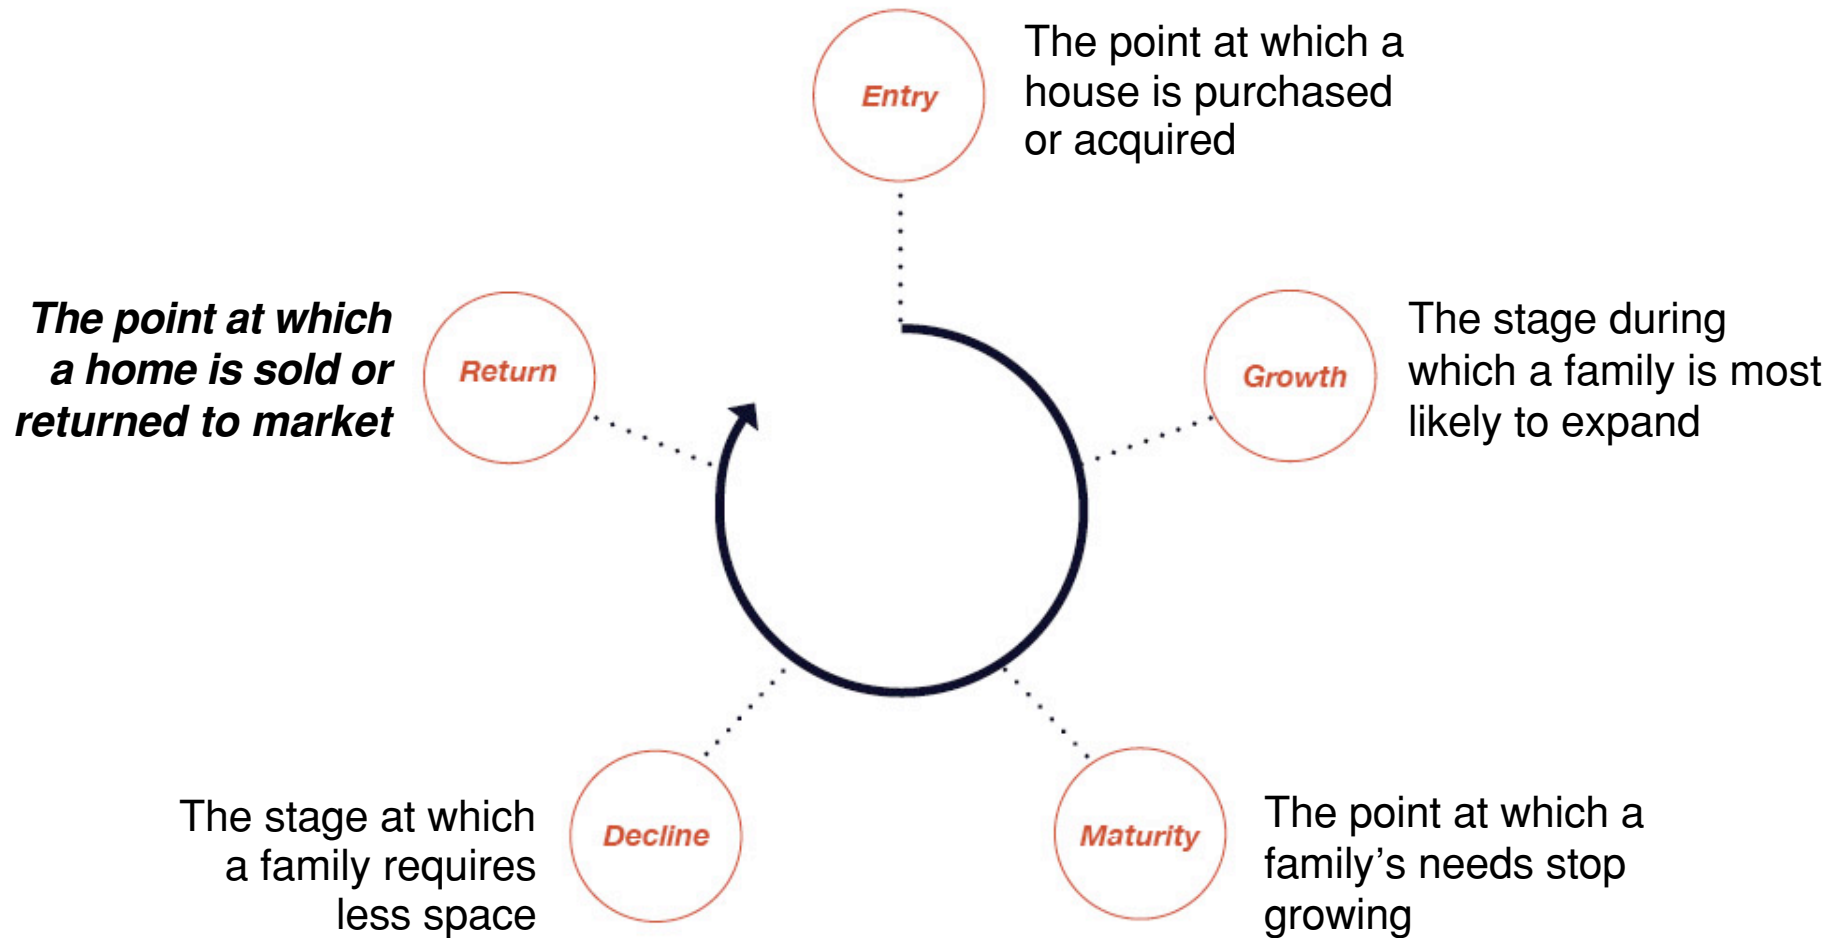 Entry
The point at which a
house is purchased
or acquired
Growth
The stage during
which a family is most
likely to expand
Maturity
The point at which a
family’s needs stop
growing
Decline
The stage at which
a family requires
less space
Return
The point at which
a home is sold or
returned to market